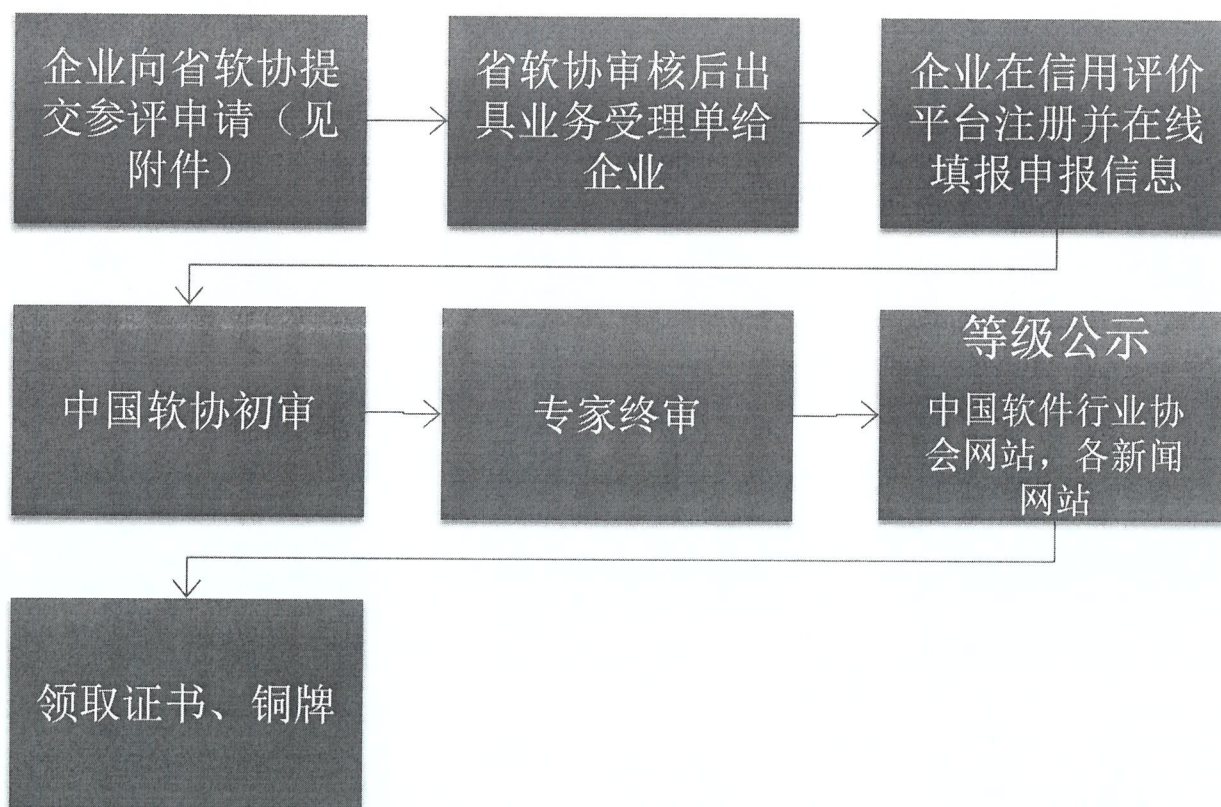 企业向省软协提
交参评申请（见
附件）
省软协审核后出
具业务受理单给
企业
企业在信用评价
平台注册并在线
填报申报信息
中国软协初审
专家终审
等级公示
中国软件行业协
会网站，各新闻
网站
领取证书、铜牌